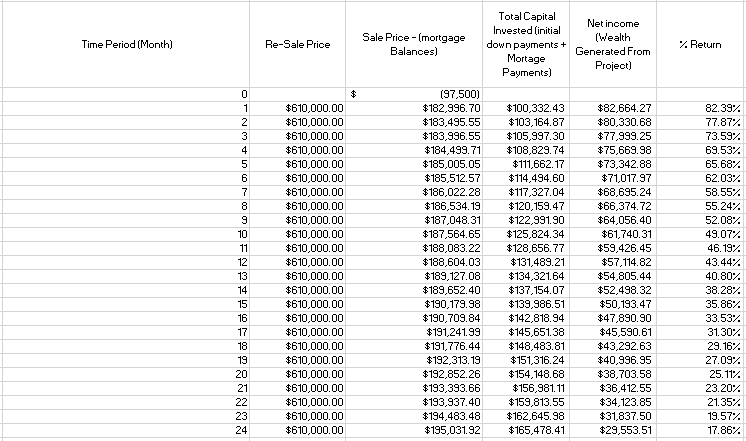 Time Period (Month) Re-Sale Price Sale Price - (mortgage Balances) Total Capital Invested (initial down payments + Mortage Payments) Net income (Wealth Generated From Project) % Return
0 $ (97,500)
1 $610,000.00 $182,996.70 $100,332.43 $82,664.27 82.39%
2 $610,000.00 $183,495.55 $103,164.87 $80,330.68 77.87%
3 $610,000.00 $183,996.55 $105,997.30 $77,999.25 73.59%
4 $610,000.00 $184,499.71 $108,829.74 $75,669.98 69.53%
5 $610,000.00 $185,005.05 $111,662.17 $73,342.88 65.68%
6 $610,000.00 $185,512.57 $114,494.60 $71,017.97 62.03%
7 $610,000.00 $186,022.28 $117,327.04 $68,695.24 58.55%
8 $610,000.00 $186,534.19 $120,159.47 $66,374.72 55.24%
9 $610,000.00 $187,048.31 $122,991.90 $64,056.40 52.08%
10 $610,000.00 $187,564.65 $125,824.34 $61,740.31 49.07%
11 $610,000.00 $188,083.22 $128,656.77 $59,426.45 46.19%
12 $610,000.00 $188,604.03 $131,489.21 $57,114.82 43.44%
13 $610,000.00 $189,127.08 $134,321.64 $54,805.44 40.80%
14 $610,000.00 $189,652.40 $137,154.07 $52,498.32 38.28%
15 $610,000.00 $190,179.98 $139,986.51 $50,193.47 35.86%
16 $610,000.00 $190,709.84 $142,818.94 $47,890.90 33.53%
17 $610,000.00 $191,241.99 $145,651.38 $45,590.61 31.30%
18 $610,000.00 $191,776.44 $148,483.81 $43,292.63 29.16%
19 $610,000.00 $192,313.19 $151,316.24 $40,996.95 27.09%
20 $610,000.00 $192,852.26 $154,148.68 $38,703.58 25.11%
21 $610,000.00 $193,393.66 $156,981.11 $36,412.55 23.20%
22 $610,000.00 $193,937.40 $159,813.55 $34,123.85 21.35%
23 $610,000.00 $194,483.48 $162,645.98 $31,837.50 19.57%
24 $610,000.00 $195,031.92 $165,478.41 $29,553.51 17.86%